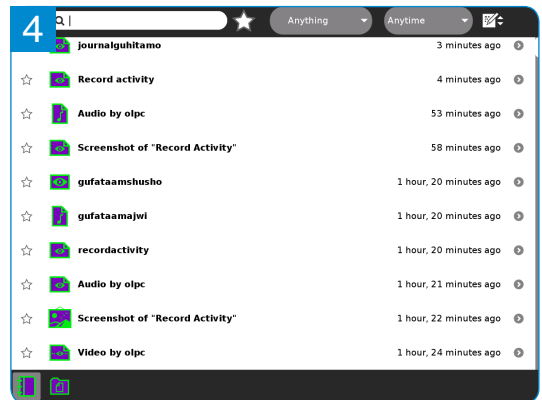 4
Anything Anytime
journalguhitamo 3 minutes ago
Record activity 4 minutes ago
Audio by olpc 53 minutes ago
Screenshot of "Record Activity" 58 minutes ago
gufataamshusho 1 hour, 20 minutes ago
gufataamajwi 1 hour, 20 minutes ago
recordactivity 1 hour, 20 minutes ago
Audio by olpc 1 hour, 21 minutes ago
Screenshot of "Record Activity" 1 hour, 22 minutes ago
Video by olpc 1 hour, 24 minutes ago